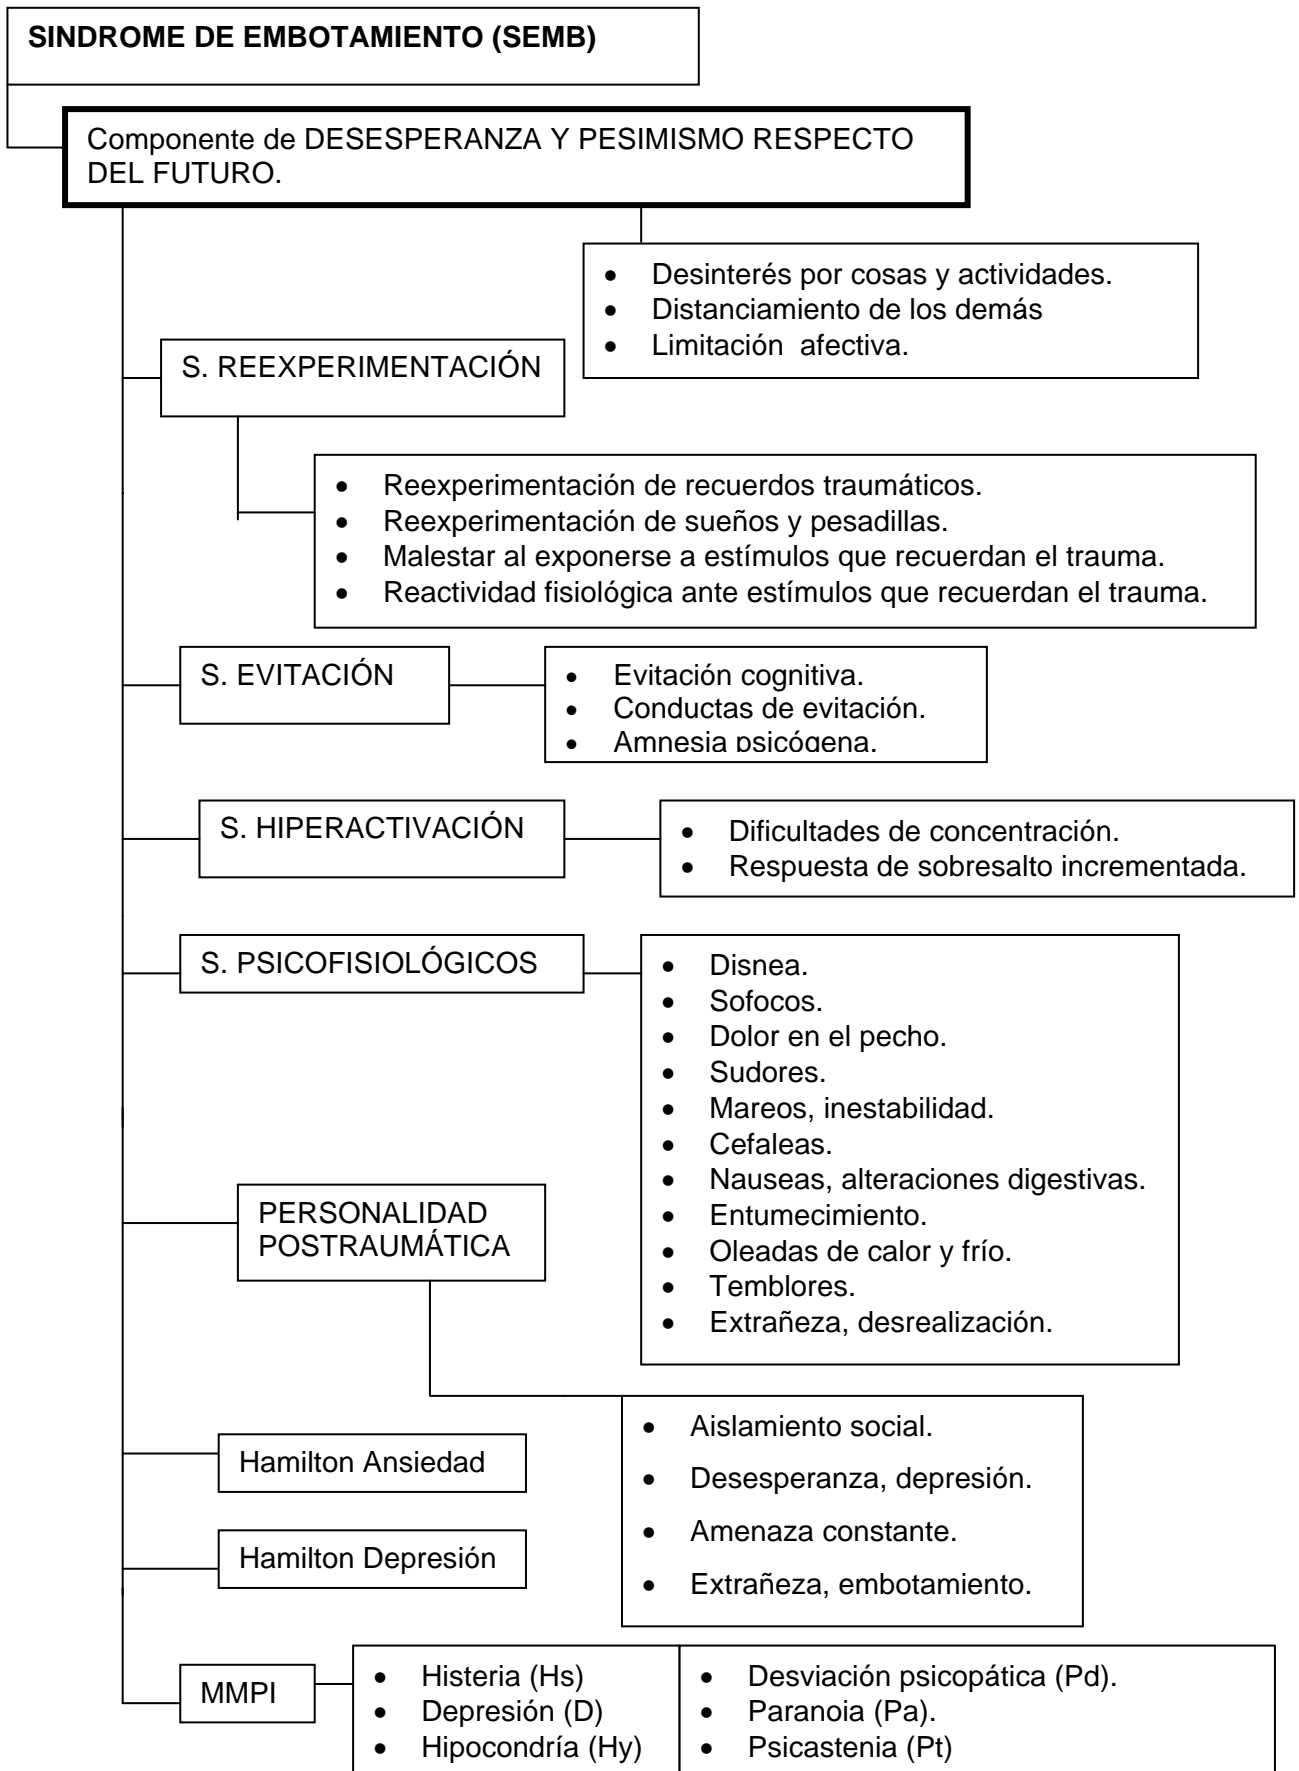 SINDROME DE EMBOTAMIENTO (SEMB)
Componente de DESESPERANZA Y PESIMISMO RESPECTO
DEL FUTURO.
• Desinterés por cosas y actividades.
• Distanciamiento de los demás
• Limitación afectiva.
S. REEXPERIMENTACIÓN
• Reexperimentación de recuerdos traumáticos.
• Reexperimentación de sueños y pesadillas.
• Malestar al exponerse a estímulos que recuerdan el trauma.
• Reactividad fisiológica ante estímulos que recuerdan el trauma.
S. EVITACIÓN
• Evitación cognitiva.
• Conductas de evitación.
• Amnesia psicógena.
S. HIPERACTIVACIÓN
• Dificultades de concentración.
• Respuesta de sobresalto incrementada.
S. PSICOFISIOLÓGICOS
• Disnea.
• Sofocos.
• Dolor en el pecho.
• Sudores.
• Mareos, inestabilidad.
• Cefaleas.
• Nauseas, alteraciones digestivas.
• Entumecimiento.
• Oleadas de calor y frío.
• Temblores.
• Extrañeza, desrealización.
PERSONALIDAD
POSTRAUMÁTICA
• Aislamiento social.
• Desesperanza, depresión.
• Amenaza constante.
• Extrañeza, embotamiento.
Hamilton Ansiedad
Hamilton Depresión
MMPI
• Histeria (Hs)
• Depresión (D)
• Hipocondría (Hy)
• Desviación psicopática (Pd).
• Paranoia (Pa).
• Psicastenia (Pt)